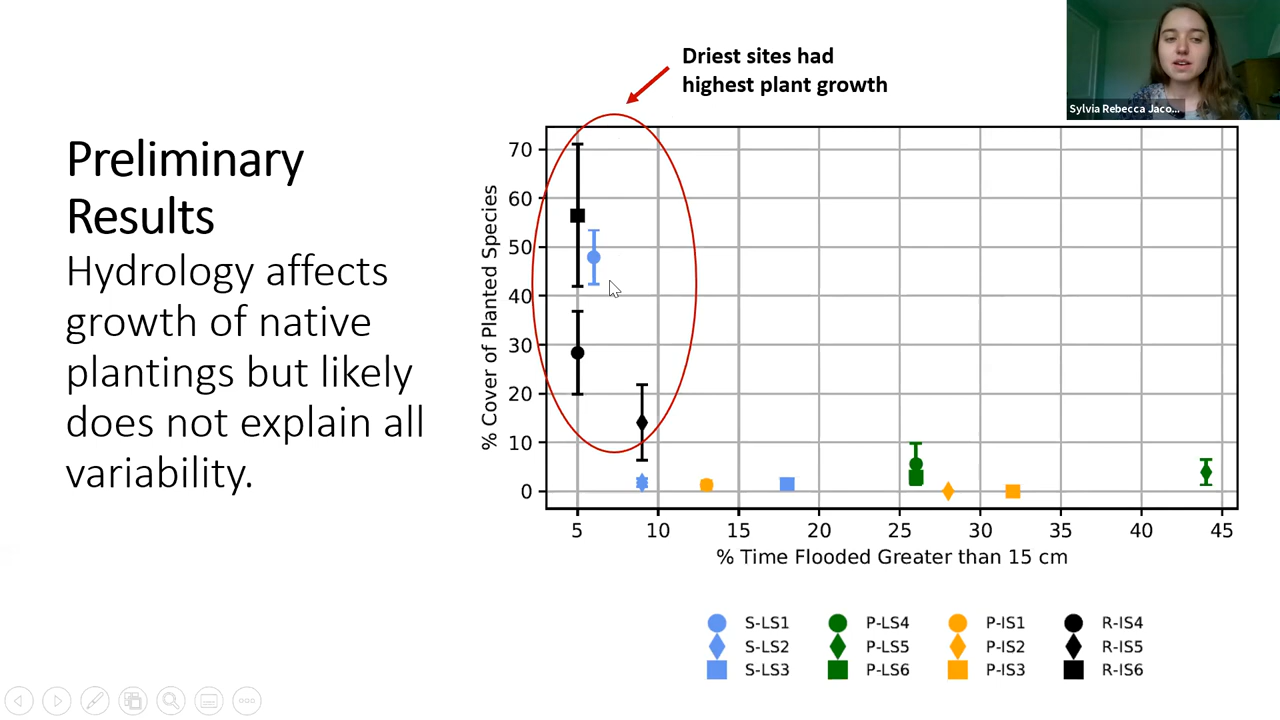 Driest sites had
highest plant growth
Sylvia Rebecca Jaco...
Preliminary
Results
Hydrology affects
growth of native
plantings but likely
does not explain all
variability.
% Cover of Planted Species
70
60
50
40
30
20
10
0
5 10 15 20 25 30 35 40 45
% Time Flooded Greater than 15 cm
S-LS1 P-LS4 P-IS1 R-IS4
S-LS2 P-LS5 P-IS2 R-IS5
S-LS3 P-LS6 P-IS3 R-IS6